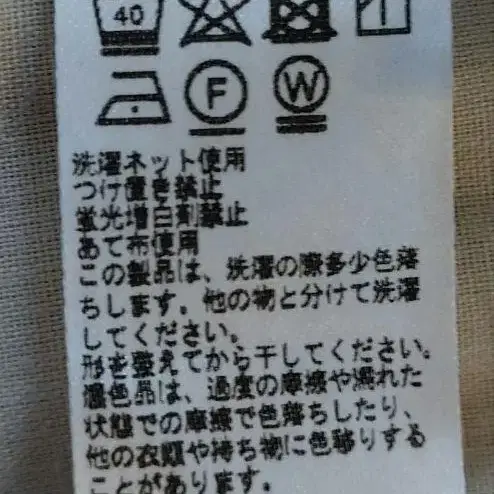 40
F
W
洗濯ネット使用
つけ置き禁止
蛍光増白剤禁止
あて布使用
この製品は、洗濯の際多少色落
ちします。他の物と分けて洗濯
してください。
形を整えてから干してください。
濃色品は、過度の摩擦や濡れた
状態での摩擦で色落ちしたり、
他の衣類や持ち物に色移りする
ことがあります。